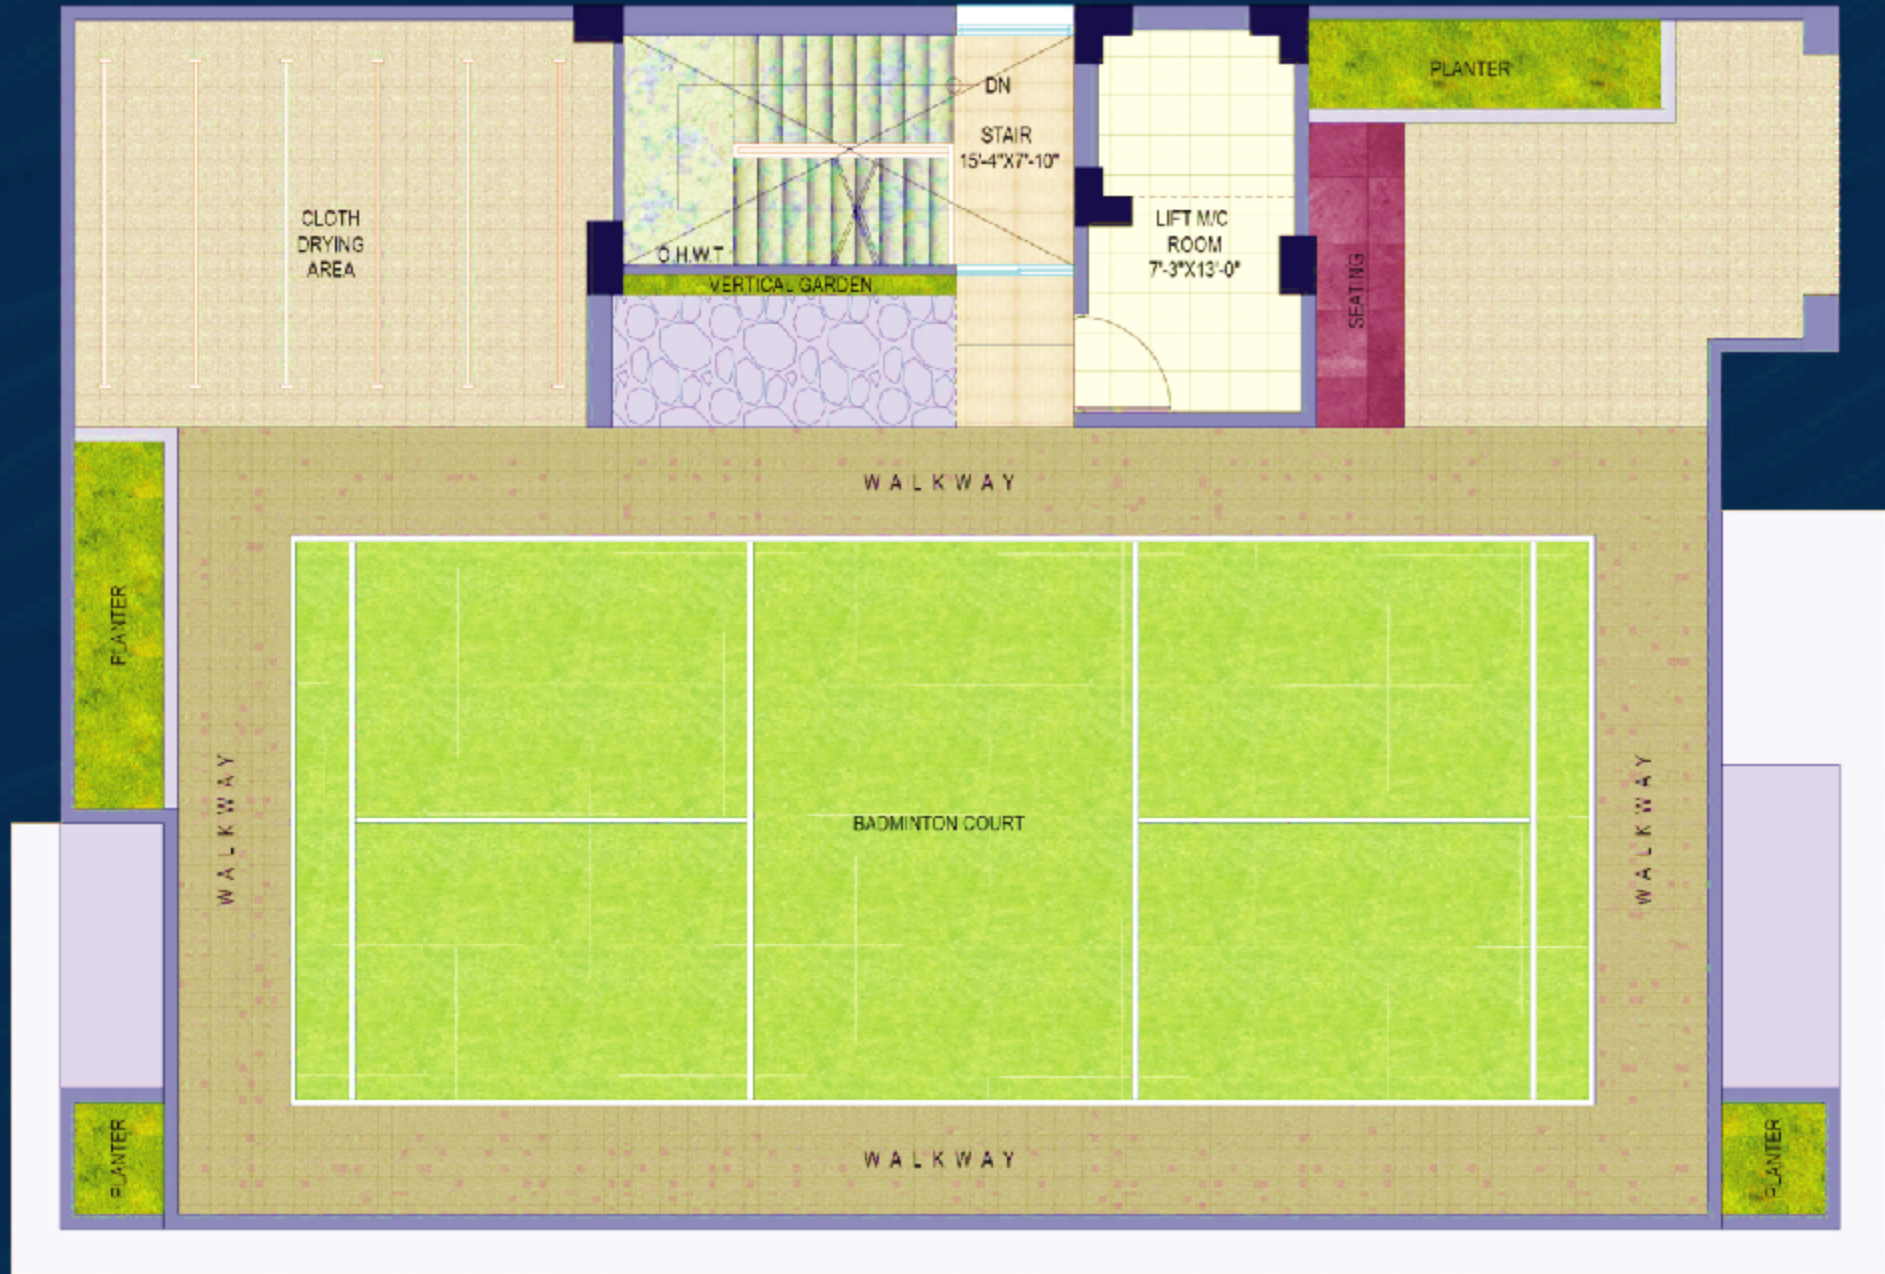 PLANTER
DN
STAIR
15'-4"X7'-10"
CLOTH
DRYING
AREA
LIFT M/C
ROOM
7'-3"X13'-0"
O.H.W.T
VERTICAL GARDEN
SEATING
WALKWAY
PLANTER
WALKWAY
BADMINTON COURT
WALKWAY
PLANTER
WALKWAY
PLANTER